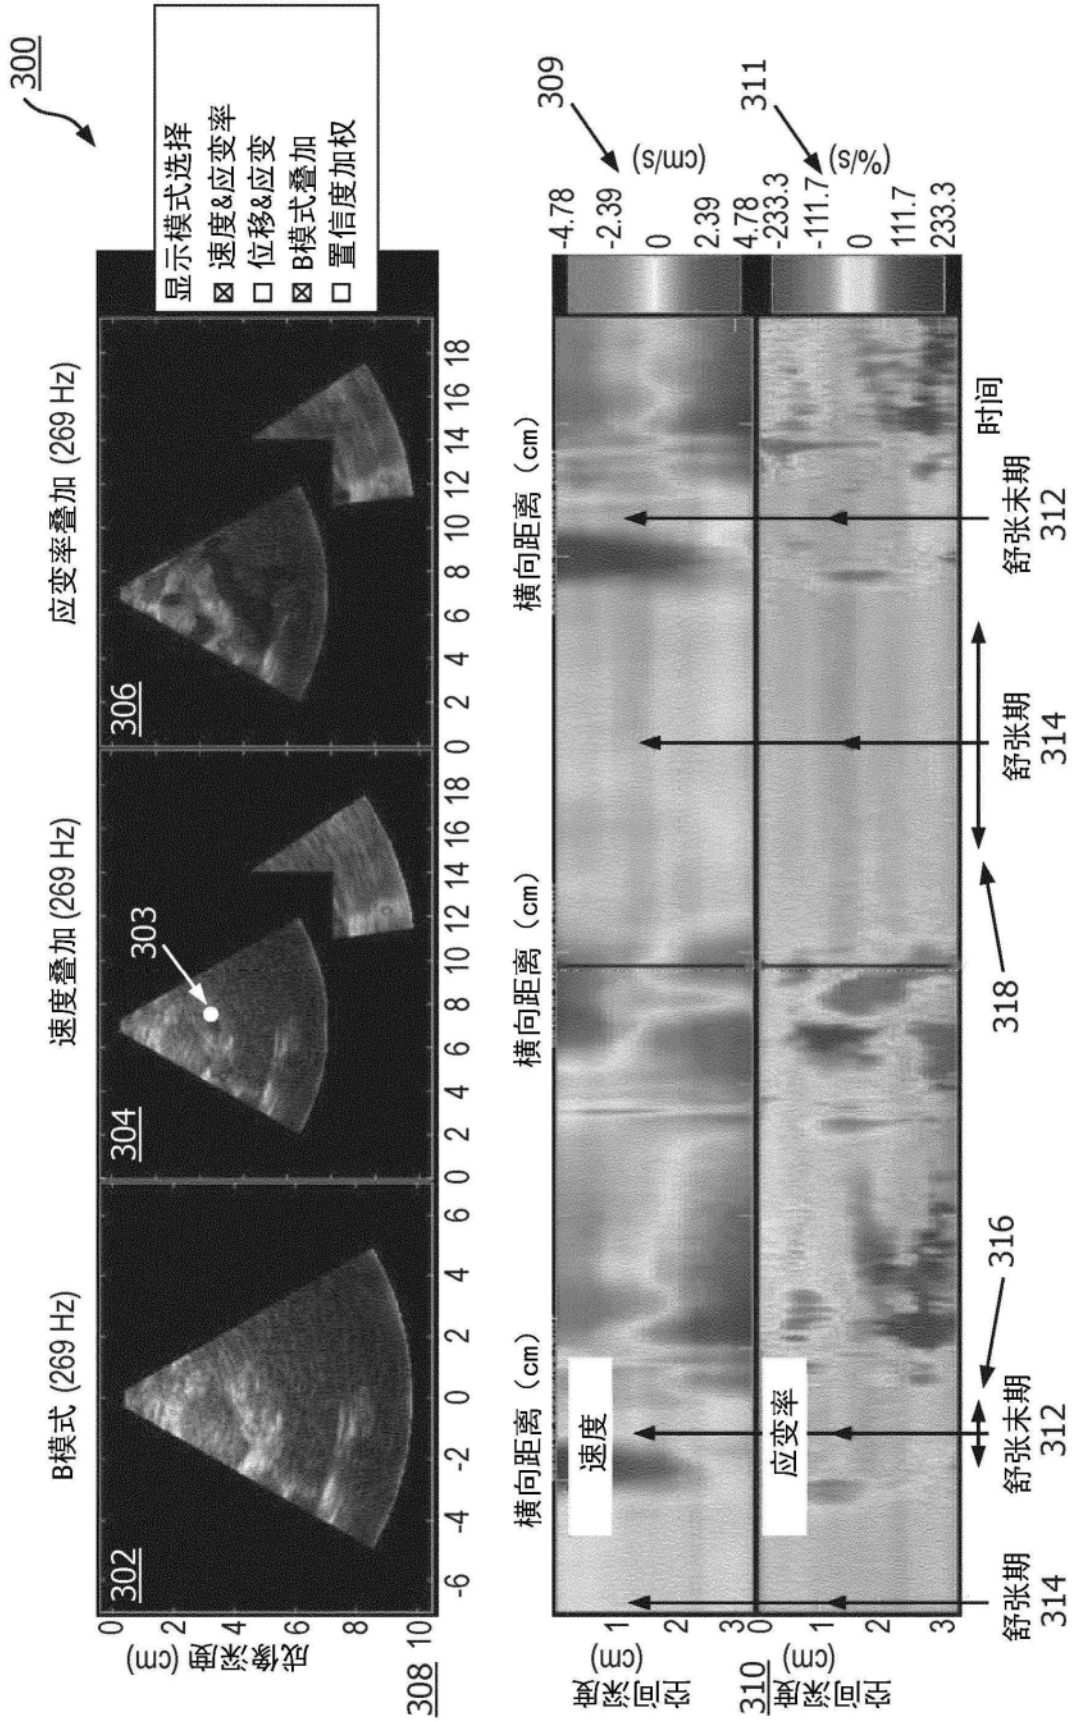 300
B模式 (269 Hz)
速度叠加 (269 Hz)
应变率叠加 (269 Hz)
显示模式选择
☒ 速度&应变率
☐ 位移&应变
☒ B模式叠加
☐ 置信度加权
302
304
303
306
成像深度 (cm)
0
2
4
6
8
10
308
-6 -4 -2 0 2 4 6
0 2 4 6 8 10 12 14 16 18
0 2 4 6 8 10 12 14 16 18
横向距离（cm）
横向距离（cm）
横向距离（cm）
309
速度
空间深度 (cm)
1
2
3
-4.78
-2.39
0
2.39
4.78
(cm/s)
310
应变率
空间深度 (cm)
0
1
2
3
311
-233.3
-111.7
0
111.7
233.3
(%/s)
316
318
时间
舒张期
314
舒张末期
312
舒张期
314
舒张末期
312